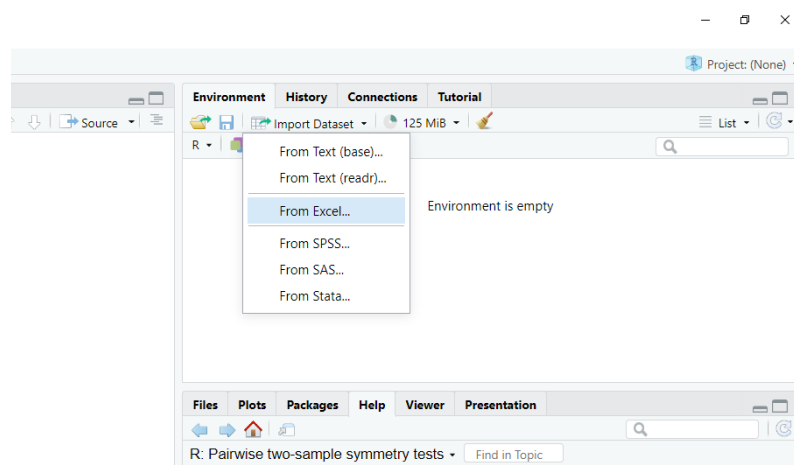 Project: (None)
Environment History Connections Tutorial
Source
Import Dataset 125 MiB List
R
From Text (base)...
From Text (readr)...
From Excel...
Environment is empty
From SPSS...
From SAS...
From Stata...
Files Plots Packages Help Viewer Presentation
R: Pairwise two-sample symmetry tests Find in Topic